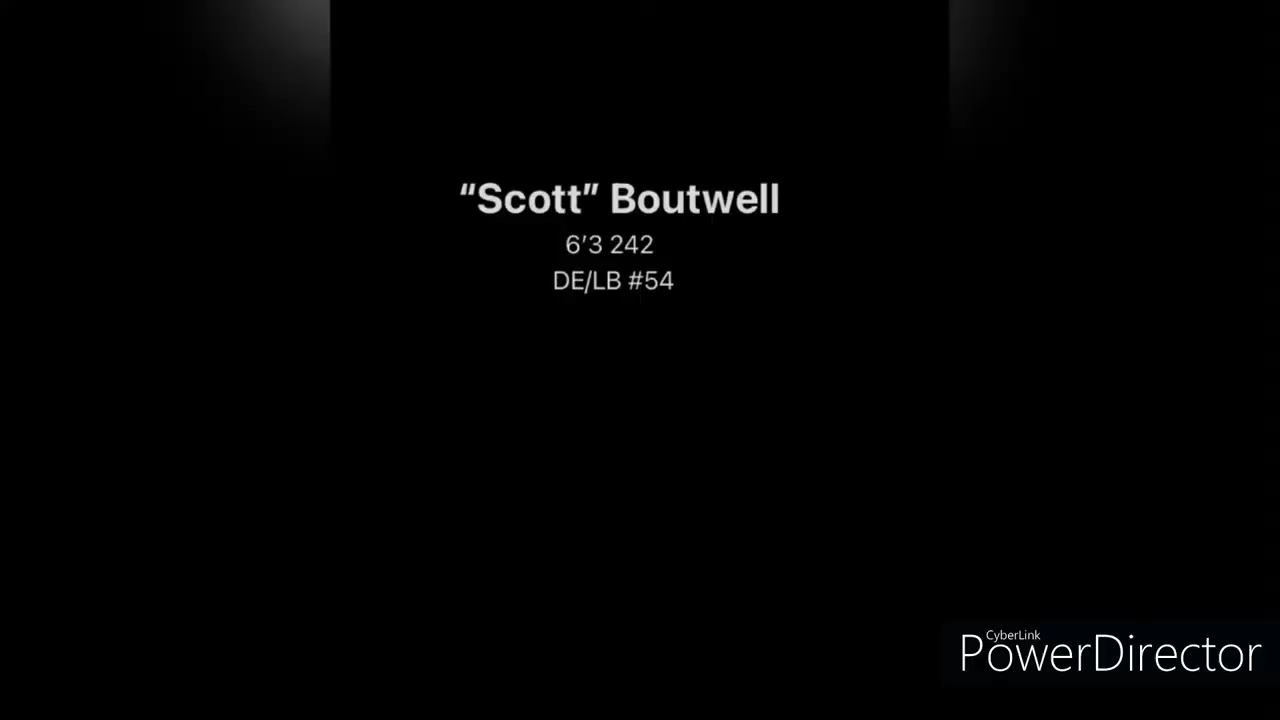 “Scott” Boutwell
6’3 242
DE/LB #54
CyberLink
PowerDirector